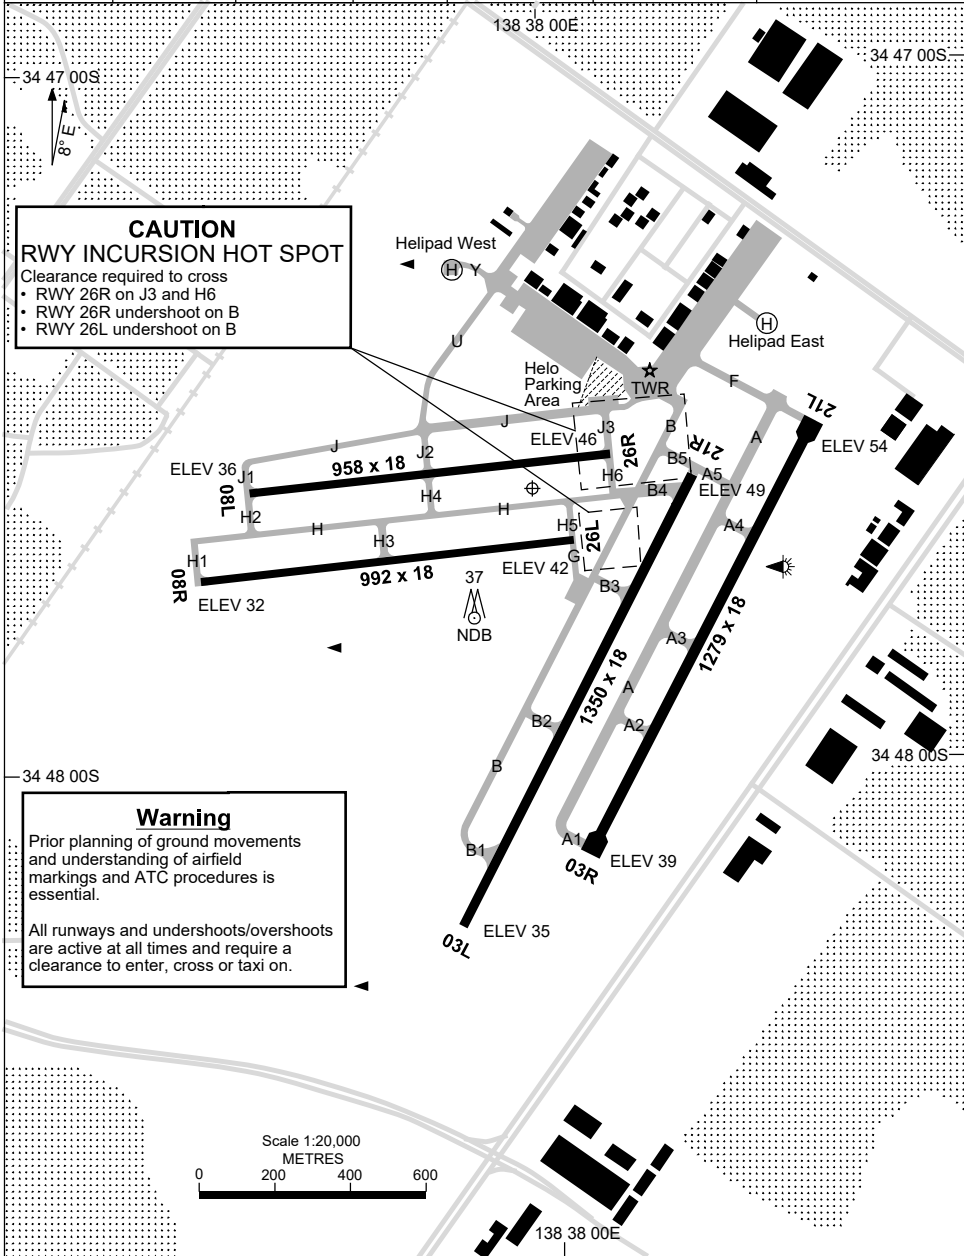 138 38 00E
34 47 00S
34 47 00S
8° E
CAUTION
RWY INCURSION HOT SPOT
Clearance required to cross
• RWY 26R on J3 and H6
• RWY 26R undershoot on B
• RWY 26L undershoot on B
Helipad West
H Y
H
Helipad East
U
Helo
Parking
Area
TWR
F
21L
J
J
J3
B
A
ELEV 46
26R
21R
ELEV 54
ELEV 36
J1
958 x 18
J2
B5
A5
08L
H6
H4
B4
ELEV 49
H2
H
H
H5
26L
A4
H1
H3
G
08R
992 x 18
ELEV 42
ELEV 32
37
NDB
B3
A3
1279 x 18
1350 x 18
A
B2
A2
B
34 48 00S
34 48 00S
Warning
Prior planning of ground movements
and understanding of airfield
markings and ATC procedures is
essential.
All runways and undershoots/overshoots
are active at all times and require a
clearance to enter, cross or taxi on.
B1
A1
03R
ELEV 39
03L
ELEV 35
Scale 1:20,000
METRES
0 200 400 600
138 38 00E